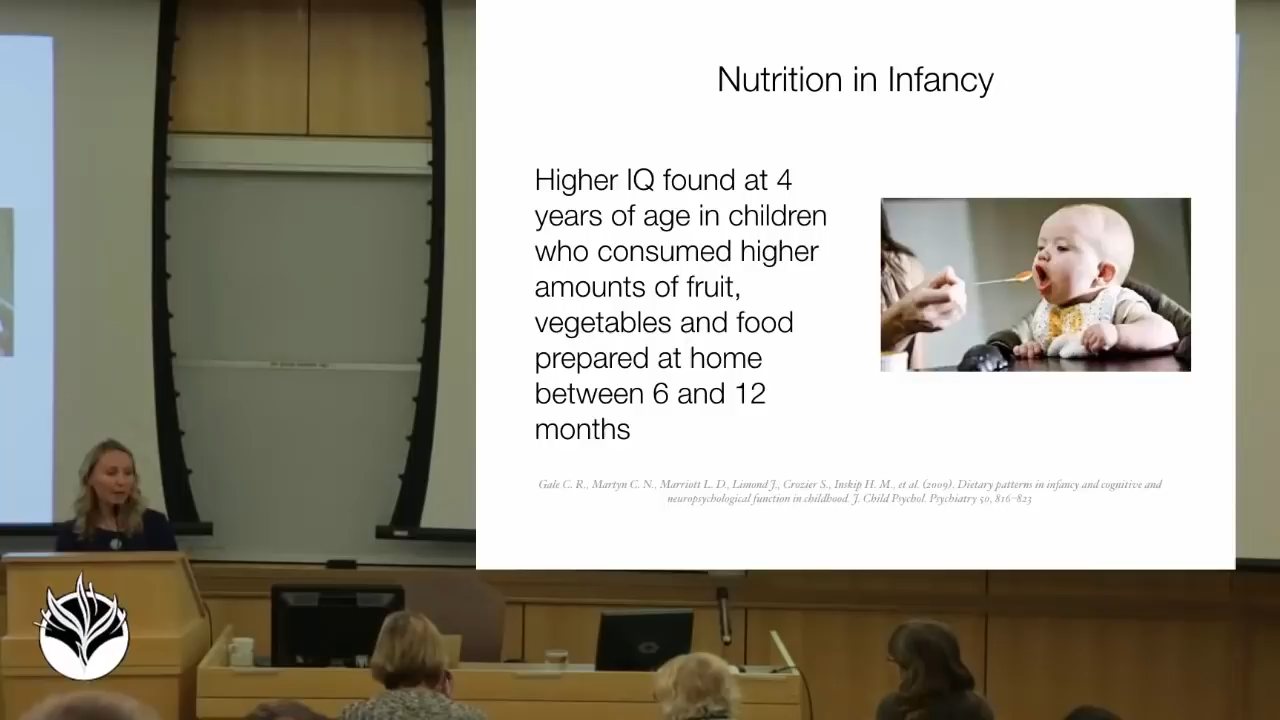 Nutrition in Infancy
Higher IQ found at 4
years of age in children
who consumed higher
amounts of fruit,
vegetables and food
prepared at home
between 6 and 12
months
Gale C. R., Martyn C. N., Marriott L. D., Limond J., Crozier S., Inskip H. M., et al. (2009). Dietary patterns in infancy and cognitive and
neuropsychological function in childhood. J. Child Psychol. Psychiatry 50, 816–823